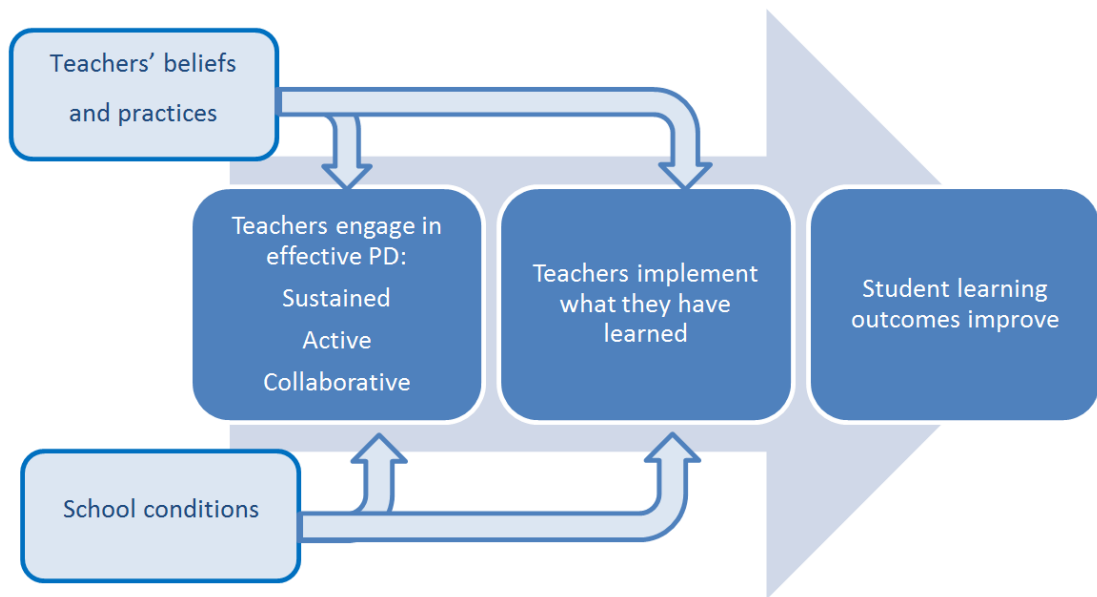 Teachers’ beliefs
and practices
Teachers engage in
effective PD:
Sustained
Active
Collaborative
Teachers implement
what they have
learned
Student learning
outcomes improve
School conditions